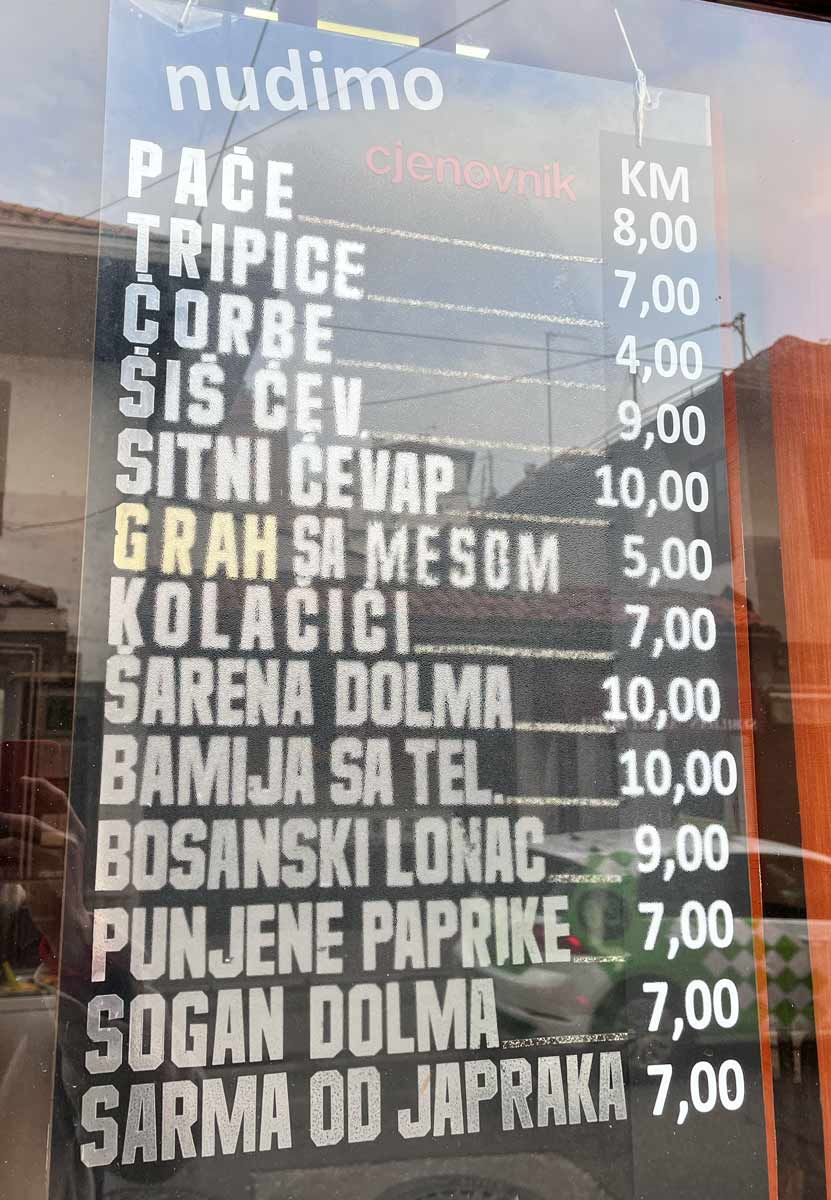 nudimo
cjenovnik KM
PAČE 8,00
TRIPICE 7,00
ČORBE 4,00
ŠIŠ ĆEV. 9,00
SITNI ĆEVAP 10,00
GRAH SA MESOM 5,00
KOLAČIĆI 7,00
ŠARENA DOLMA 10,00
BAMIJA SA TEL. 10,00
BOSANSKI LONAC 9,00
PUNJENE PAPRIKE 7,00
SOGAN DOLMA 7,00
SARMA OD JAPRAKA 7,00